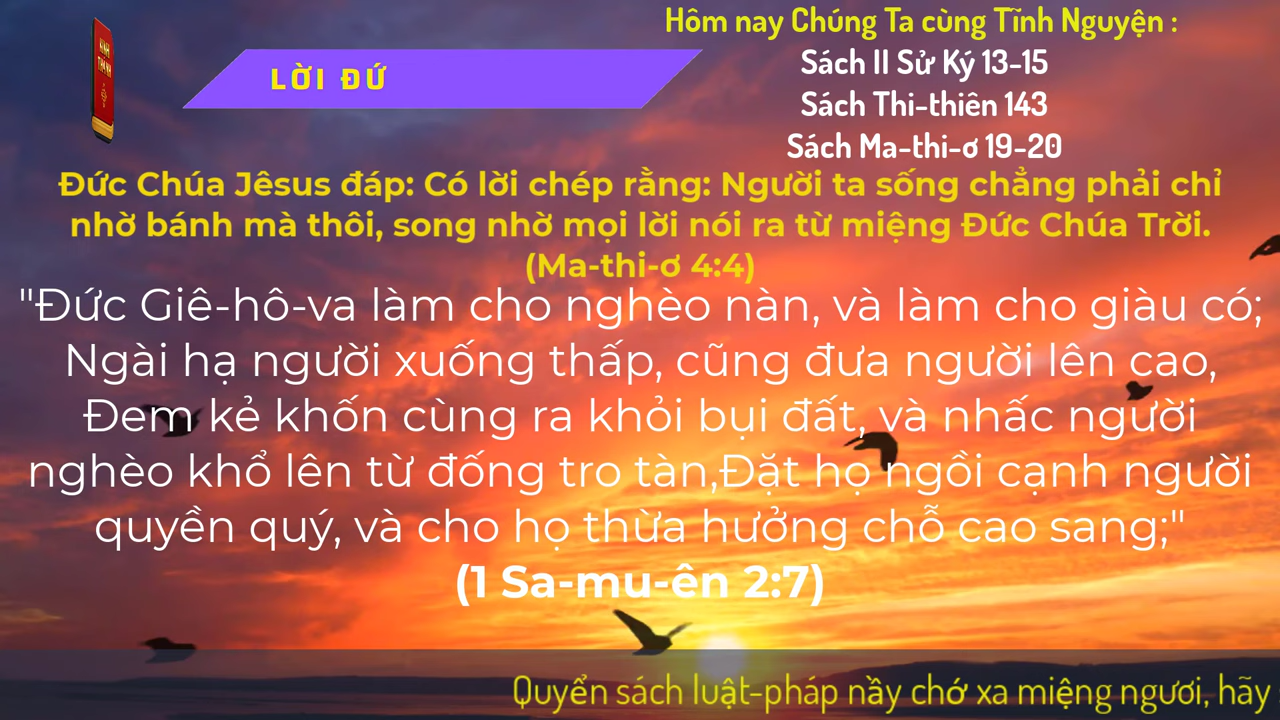 KINH
THÁNH
LỜI ĐỨ
Hôm nay Chúng Ta cùng Tĩnh Nguyện :
Sách II Sử Ký 13-15
Sách Thi-thiên 143
Sách Ma-thi-ơ 19-20
Đức Chúa Jêsus đáp: Có lời chép rằng: Người ta sống chẳng phải chỉ
nhờ bánh mà thôi, song nhờ mọi lời nói ra từ miệng Đức Chúa Trời.
(Ma-thi-ơ 4:4)
"Đức Giê-hô-va làm cho nghèo nàn, và làm cho giàu có;
Ngài hạ người xuống thấp, cũng đưa người lên cao,
Đem kẻ khốn cùng ra khỏi bụi đất, và nhấc người
nghèo khổ lên từ đống tro tàn,Đặt họ ngồi cạnh người
quyền quý, và cho họ thừa hưởng chỗ cao sang;"
(1 Sa-mu-ên 2:7)
Quyển sách luật-pháp nầy chớ xa miệng ngươi, hãy